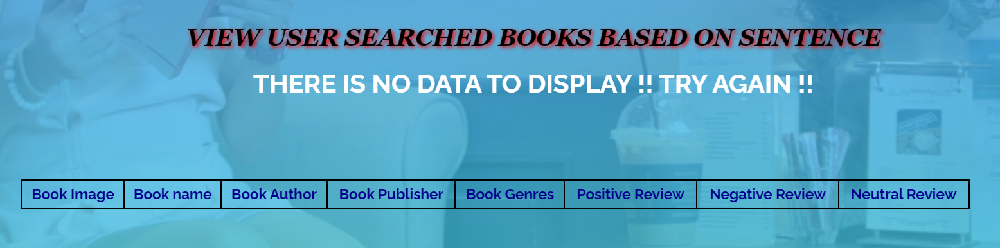 VIEW USER SEARCHED BOOKS BASED ON SENTENCE
THERE IS NO DATA TO DISPLAY !! TRY AGAIN !!
Book Image Book name Book Author Book Publisher Book Genres Positive Review Negative Review Neutral Review